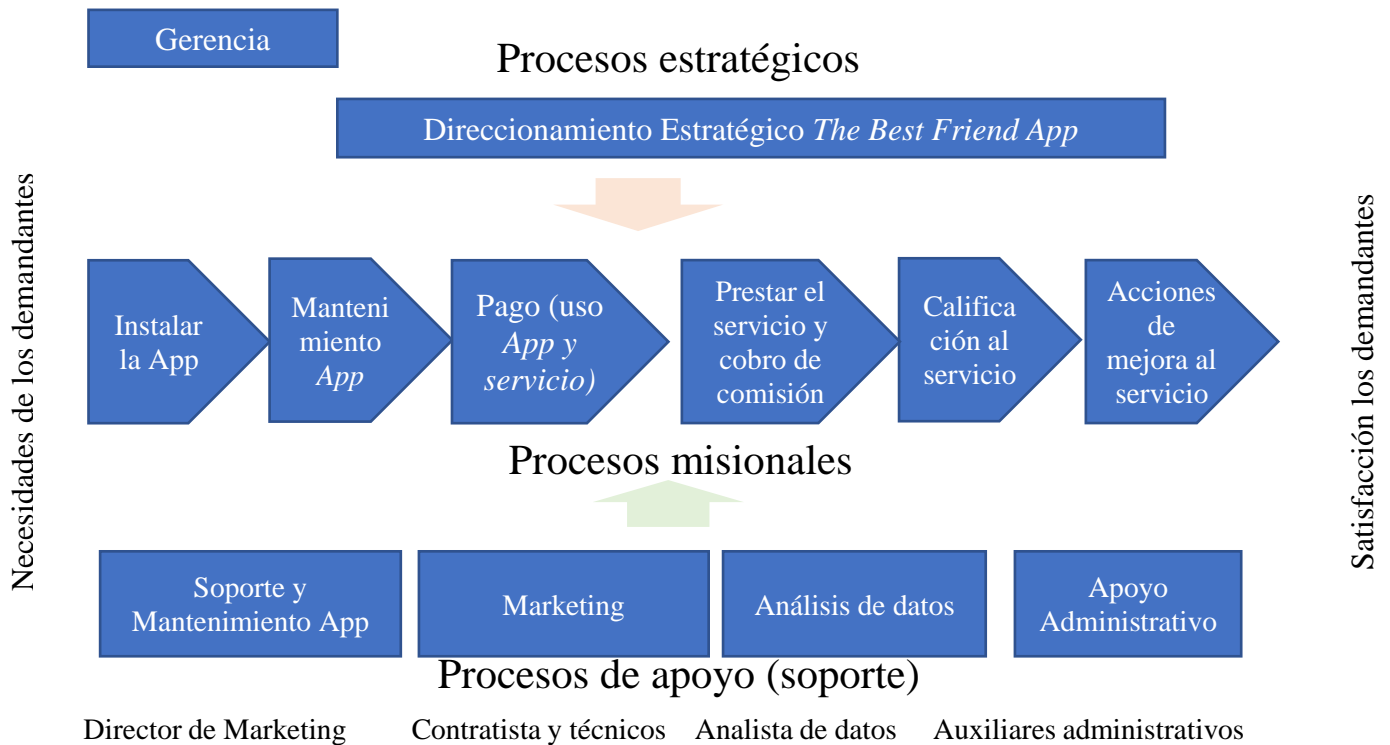 Gerencia
Procesos estratégicos
Direccionamiento Estratégico The Best Friend App
Necesidades de los demandantes
Instalar
la App
Manteni
miento
App
Pago (uso
App y
servicio)
Prestar el
servicio y
cobro de
comisión
Califica
ción al
servicio
Acciones
de
mejora al
servicio
Satisfacción los demandantes
Procesos misionales
Soporte y
Mantenimiento App
Marketing
Análisis de datos
Apoyo
Administrativo
Procesos de apoyo (soporte)
Director de Marketing
Contratista y técnicos
Analista de datos
Auxiliares administrativos